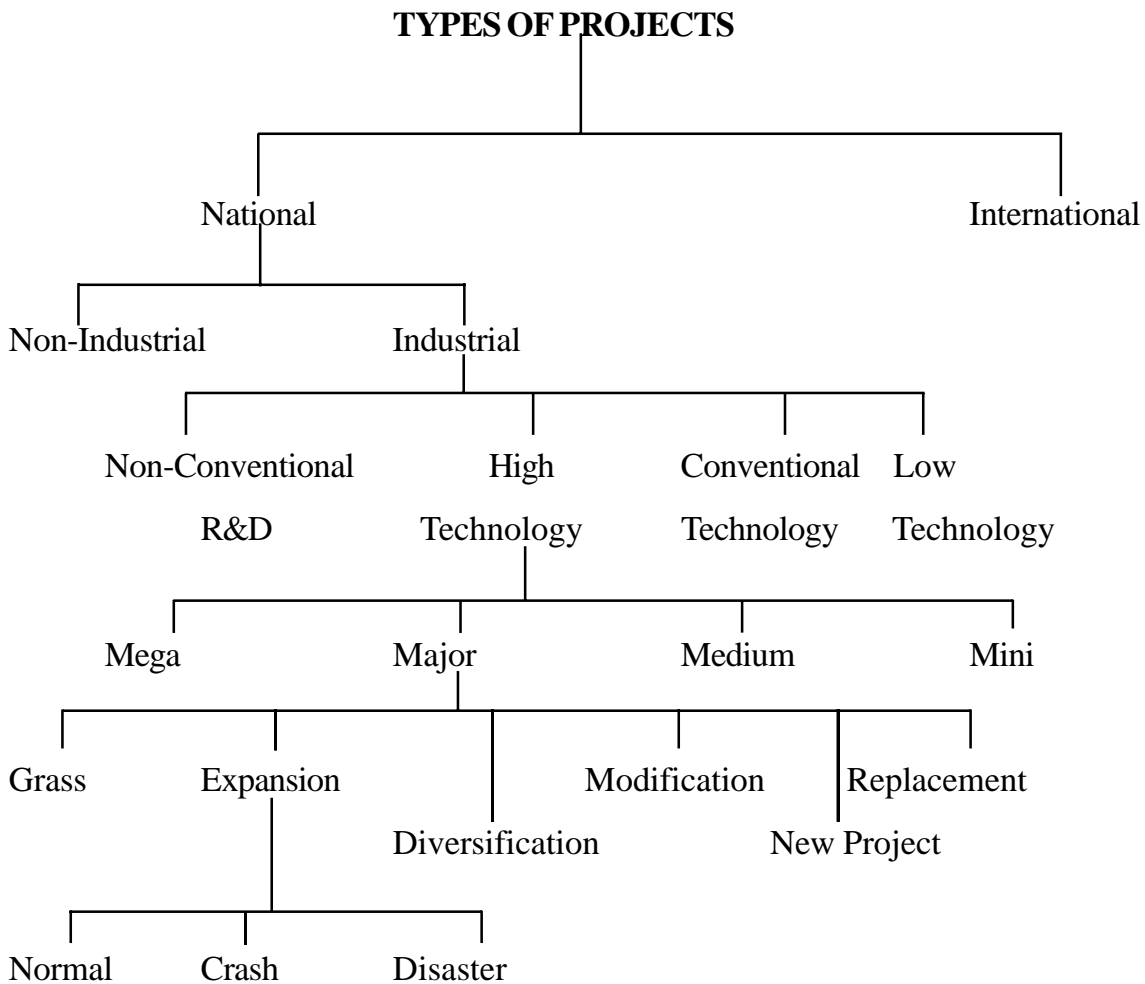 TYPES OF PROJECTS
National International
Non-Industrial Industrial
Non-Conventional High Conventional Low
R&D Technology Technology Technology
Mega Major Medium Mini
Grass Expansion Modification Replacement
Diversification New Project
Normal Crash Disaster